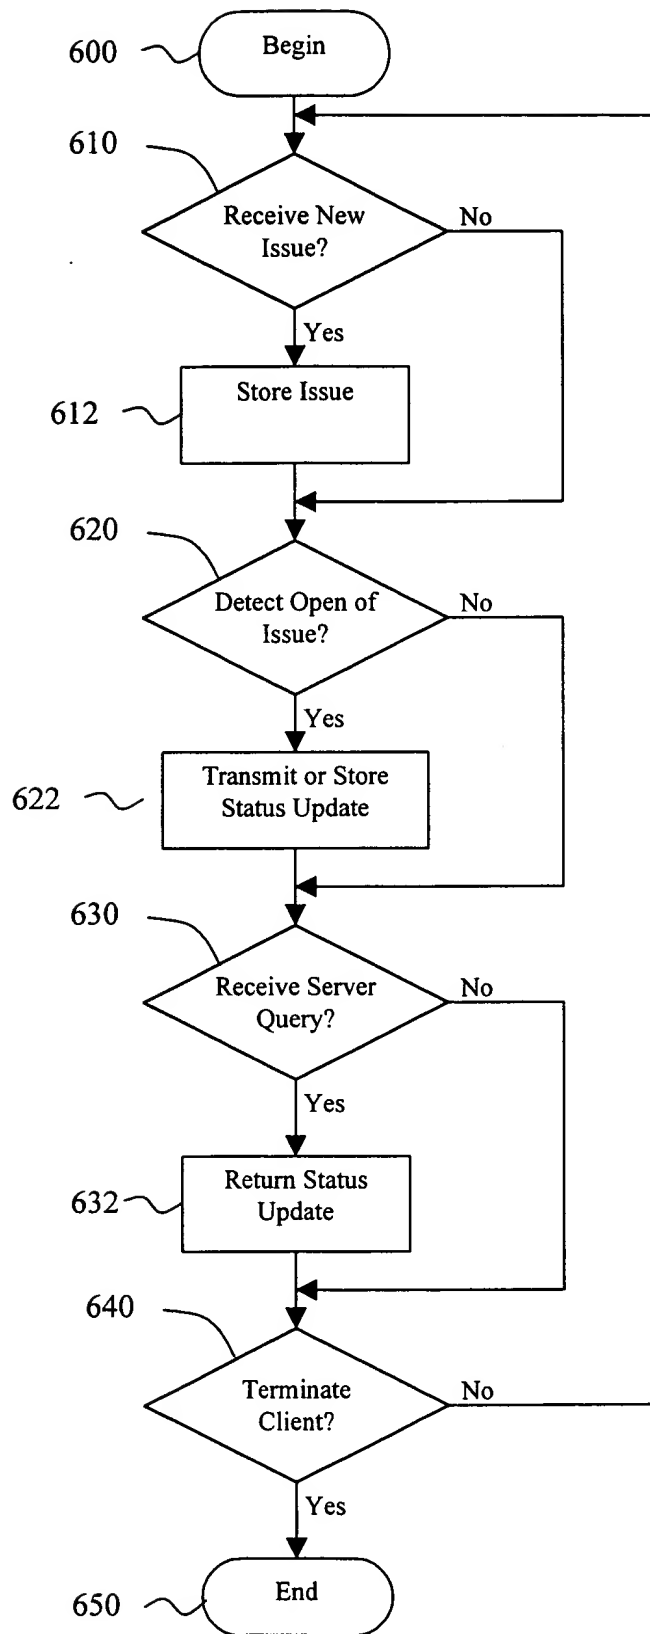 600
Begin
610
Receive New
Issue?
No
Yes
612
Store Issue
620
Detect Open of
Issue?
No
Yes
622
Transmit or Store
Status Update
630
Receive Server
Query?
No
Yes
632
Return Status
Update
640
Terminate
Client?
No
Yes
650
End